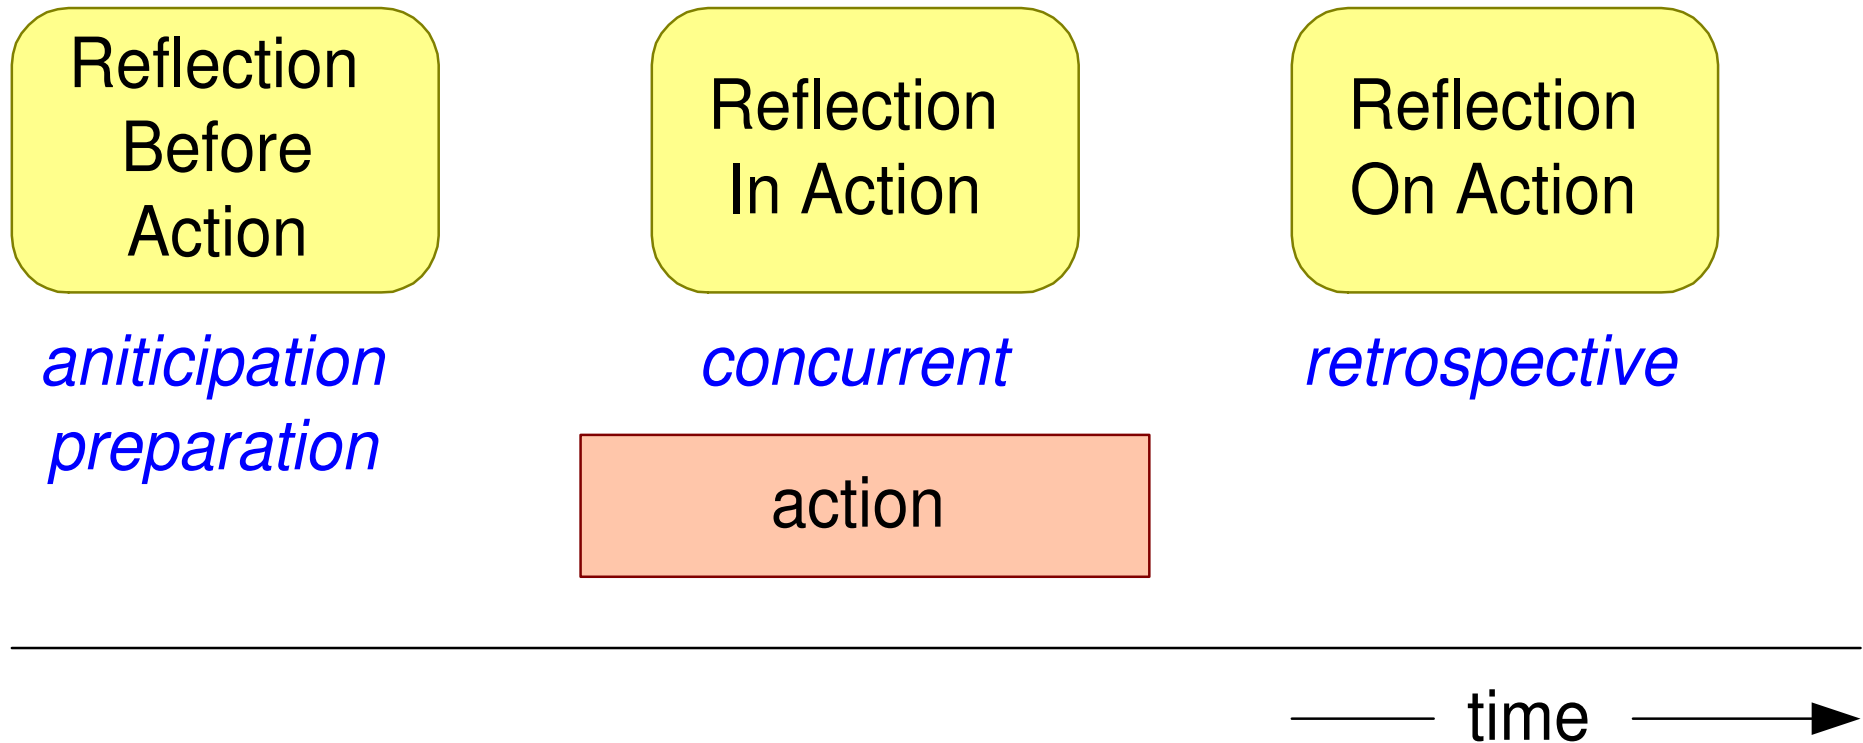 Reflection
Before
Action
Reflection
In Action
Reflection
On Action
aniticipation
preparation
concurrent
retrospective
action
time